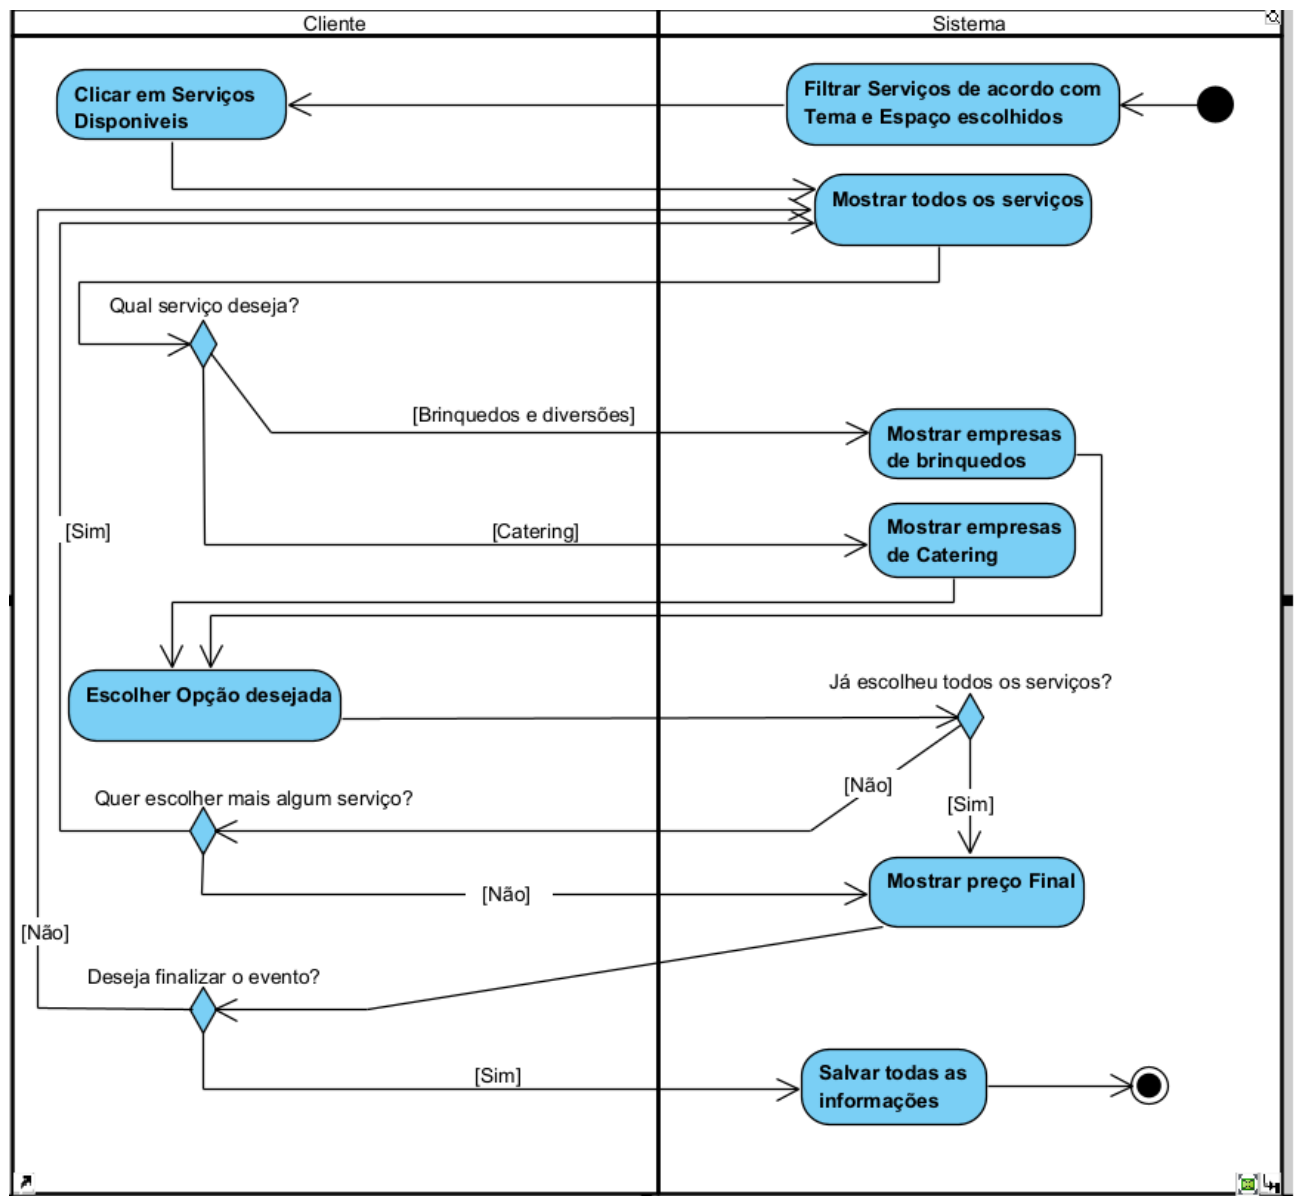 Cliente
Sistema
Clicar em Serviços
Disponiveis
Filtrar Serviços de acordo com
Tema e Espaço escolhidos
Mostrar todos os serviços
Qual serviço deseja?
[Brinquedos e diversões]
Mostrar empresas
de brinquedos
[Sim]
[Catering]
Mostrar empresas
de Catering
Escolher Opção desejada
Já escolheu todos os serviços?
[Não]
[Sim]
Quer escolher mais algum serviço?
[Não]
Mostrar preço Final
[Não]
Deseja finalizar o evento?
[Sim]
Salvar todas as
informações